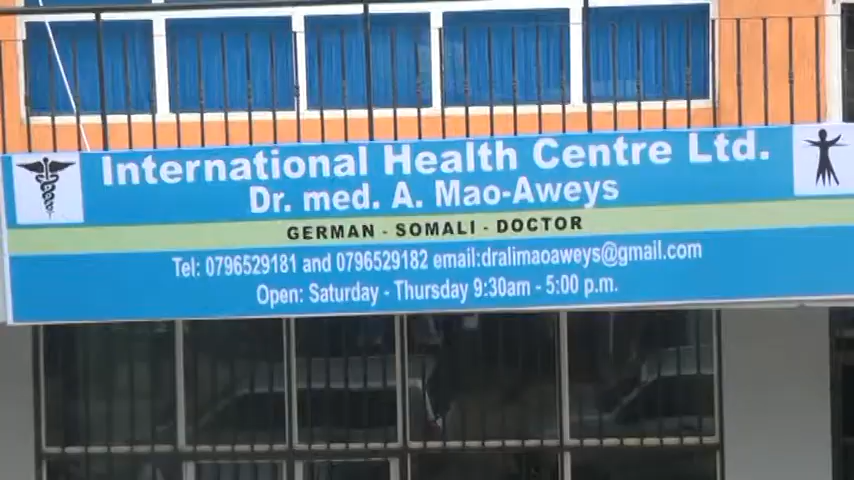 International Health Centre Ltd.
Dr. med. A. Mao-Aweys
GERMAN - SOMALI - DOCTOR
Tel: 0796529181 and 0796529182 email:dralimaoaweys@gmail.com
Open: Saturday - Thursday 9:30am - 5:00 p.m.